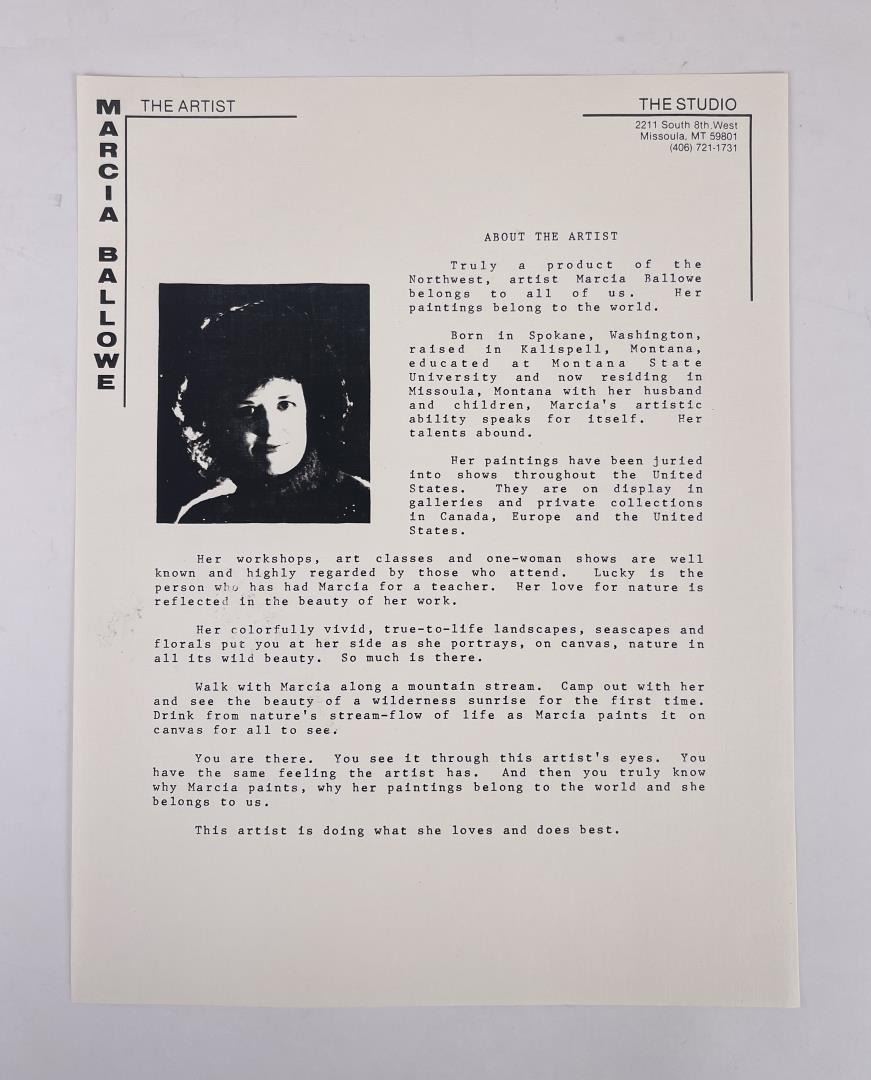 MARCIA BALLOWE
THE ARTIST
THE STUDIO
2211 South 8th West
Missoula, MT 59801
(406) 721-1731
ABOUT THE ARTIST
Truly a product of the
Northwest, artist Marcia Ballowe
belongs to all of us. Her
paintings belong to the world.
Born in Spokane, Washington,
raised in Kalispell, Montana,
educated at Montana State
University and now residing in
Missoula, Montana with her husband
and children, Marcia's artistic
ability speaks for itself. Her
talents abound.
Her paintings have been juried
into shows throughout the United
States. They are on display in
galleries and private collections
in Canada, Europe and the United
States.
Her workshops, art classes and one-woman shows are well
known and highly regarded by those who attend. Lucky is the
person who has had Marcia for a teacher. Her love for nature is
reflected in the beauty of her work.
Her colorfully vivid, true-to-life landscapes, seascapes and
florals put you at her side as she portrays, on canvas, nature in
all its wild beauty. So much is there.
Walk with Marcia along a mountain stream. Camp out with her
and see the beauty of a wilderness sunrise for the first time.
Drink from nature's stream-flow of life as Marcia paints it on
canvas for all to see.
You are there. You see it through this artist's eyes. You
have the same feeling the artist has. And then you truly know
why Marcia paints, why her paintings belong to the world and she
belongs to us.
This artist is doing what she loves and does best.